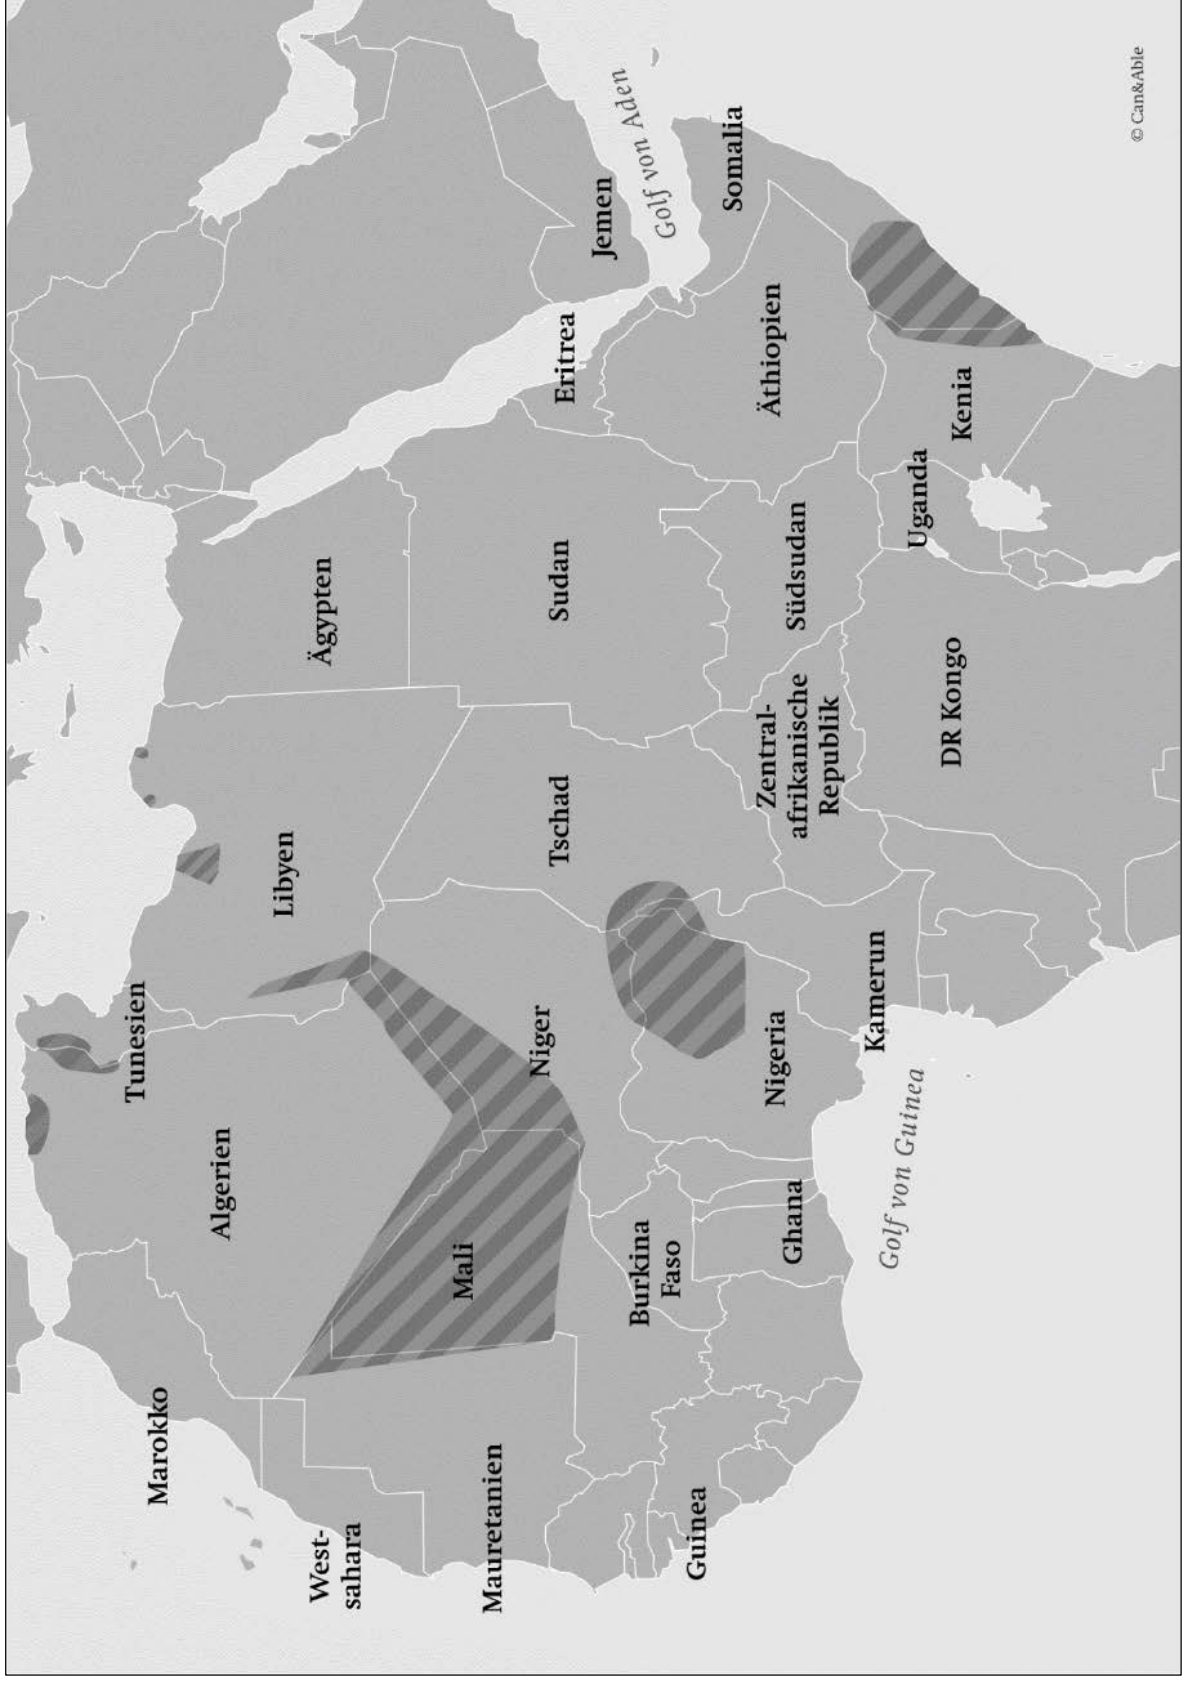 Marokko
Tunesien
Algerien
Libyen
Ägypten
West-
sahara
Mauretanien
Mali
Niger
Tschad
Sudan
Eritrea
Jemen
Golf von Aden
Guinea
Burkina
Faso
Ghana
Nigeria
Kamerun
Zentral-
afrikanische
Republik
Südsudan
Äthiopien
Somalia
Golf von Guinea
DR Kongo
Uganda
Kenia
© Can&Able